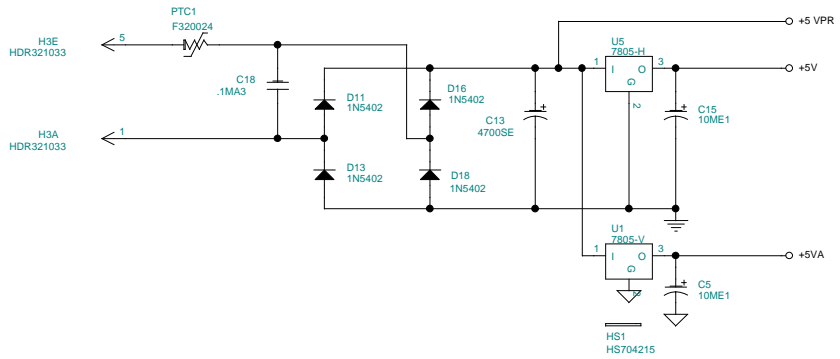 PTC1
F320024
H3E
HDR321033
5
C18
.1MA3
H3A
HDR321033
1
D11
1N5402
D16
1N5402
D13
1N5402
D18
1N5402
C13
4700SE
+
U5
7805-H
1
I
O
G
3
2
+5 VPR
+5V
+
C15
10ME1
U1
7805-V
1
I
O
G
3
2
+5VA
+
C5
10ME1
HS1
HS704215